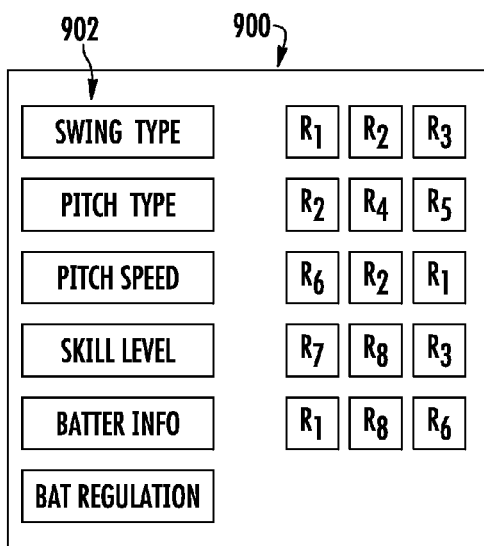 902 900
SWING TYPE R1 R2 R3
PITCH TYPE R2 R4 R5
PITCH SPEED R6 R2 R1
SKILL LEVEL R7 R8 R3
BATTER INFO R1 R8 R6
BAT REGULATION